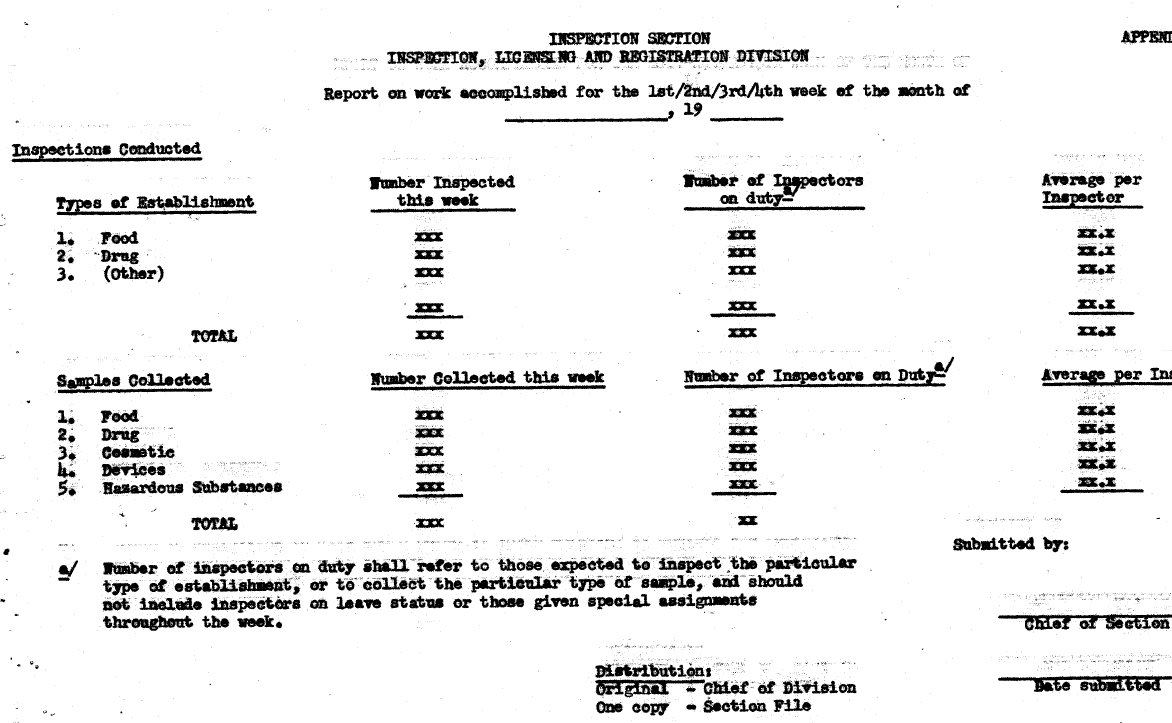 INSPECTION SECTION
APPENI
INSPECTION, LICENSING AND REGISTRATION DIVISION
Report on work accomplished for the 1st/2nd/3rd/4th week of the month of
____________________, 19 _________
Inspections Conducted
Types of Establishment Number Inspected this week Number of Inspectors on duty a/ Average per Inspector
1. Food xxx xxx xx.x
2. Drug xxx xxx xx.x
3. (Other) xxx xxx xx.x
xxx xxx xx.x
TOTAL xxx xxx xx.x
Samples Collected Number Collected this week Number of Inspectors on Duty a/ Average per Ins
1. Food xxx xxx xx.x
2. Drug xxx xxx xx.x
3. Cosmetic xxx xxx xx.x
4. Devices xxx xxx xx.x
5. Hazardous Substances xxx xxx xx.x
TOTAL xxx xx
Submitted by:
a/ Number of inspectors on duty shall refer to those expected to inspect the particular
type of establishment, or to collect the particular type of sample, and should
not include inspectors on leave status or those given special assignments
throughout the week.
Chief of Section
Distribution:
Original - Chief of Division
One copy - Section File
Date submitted